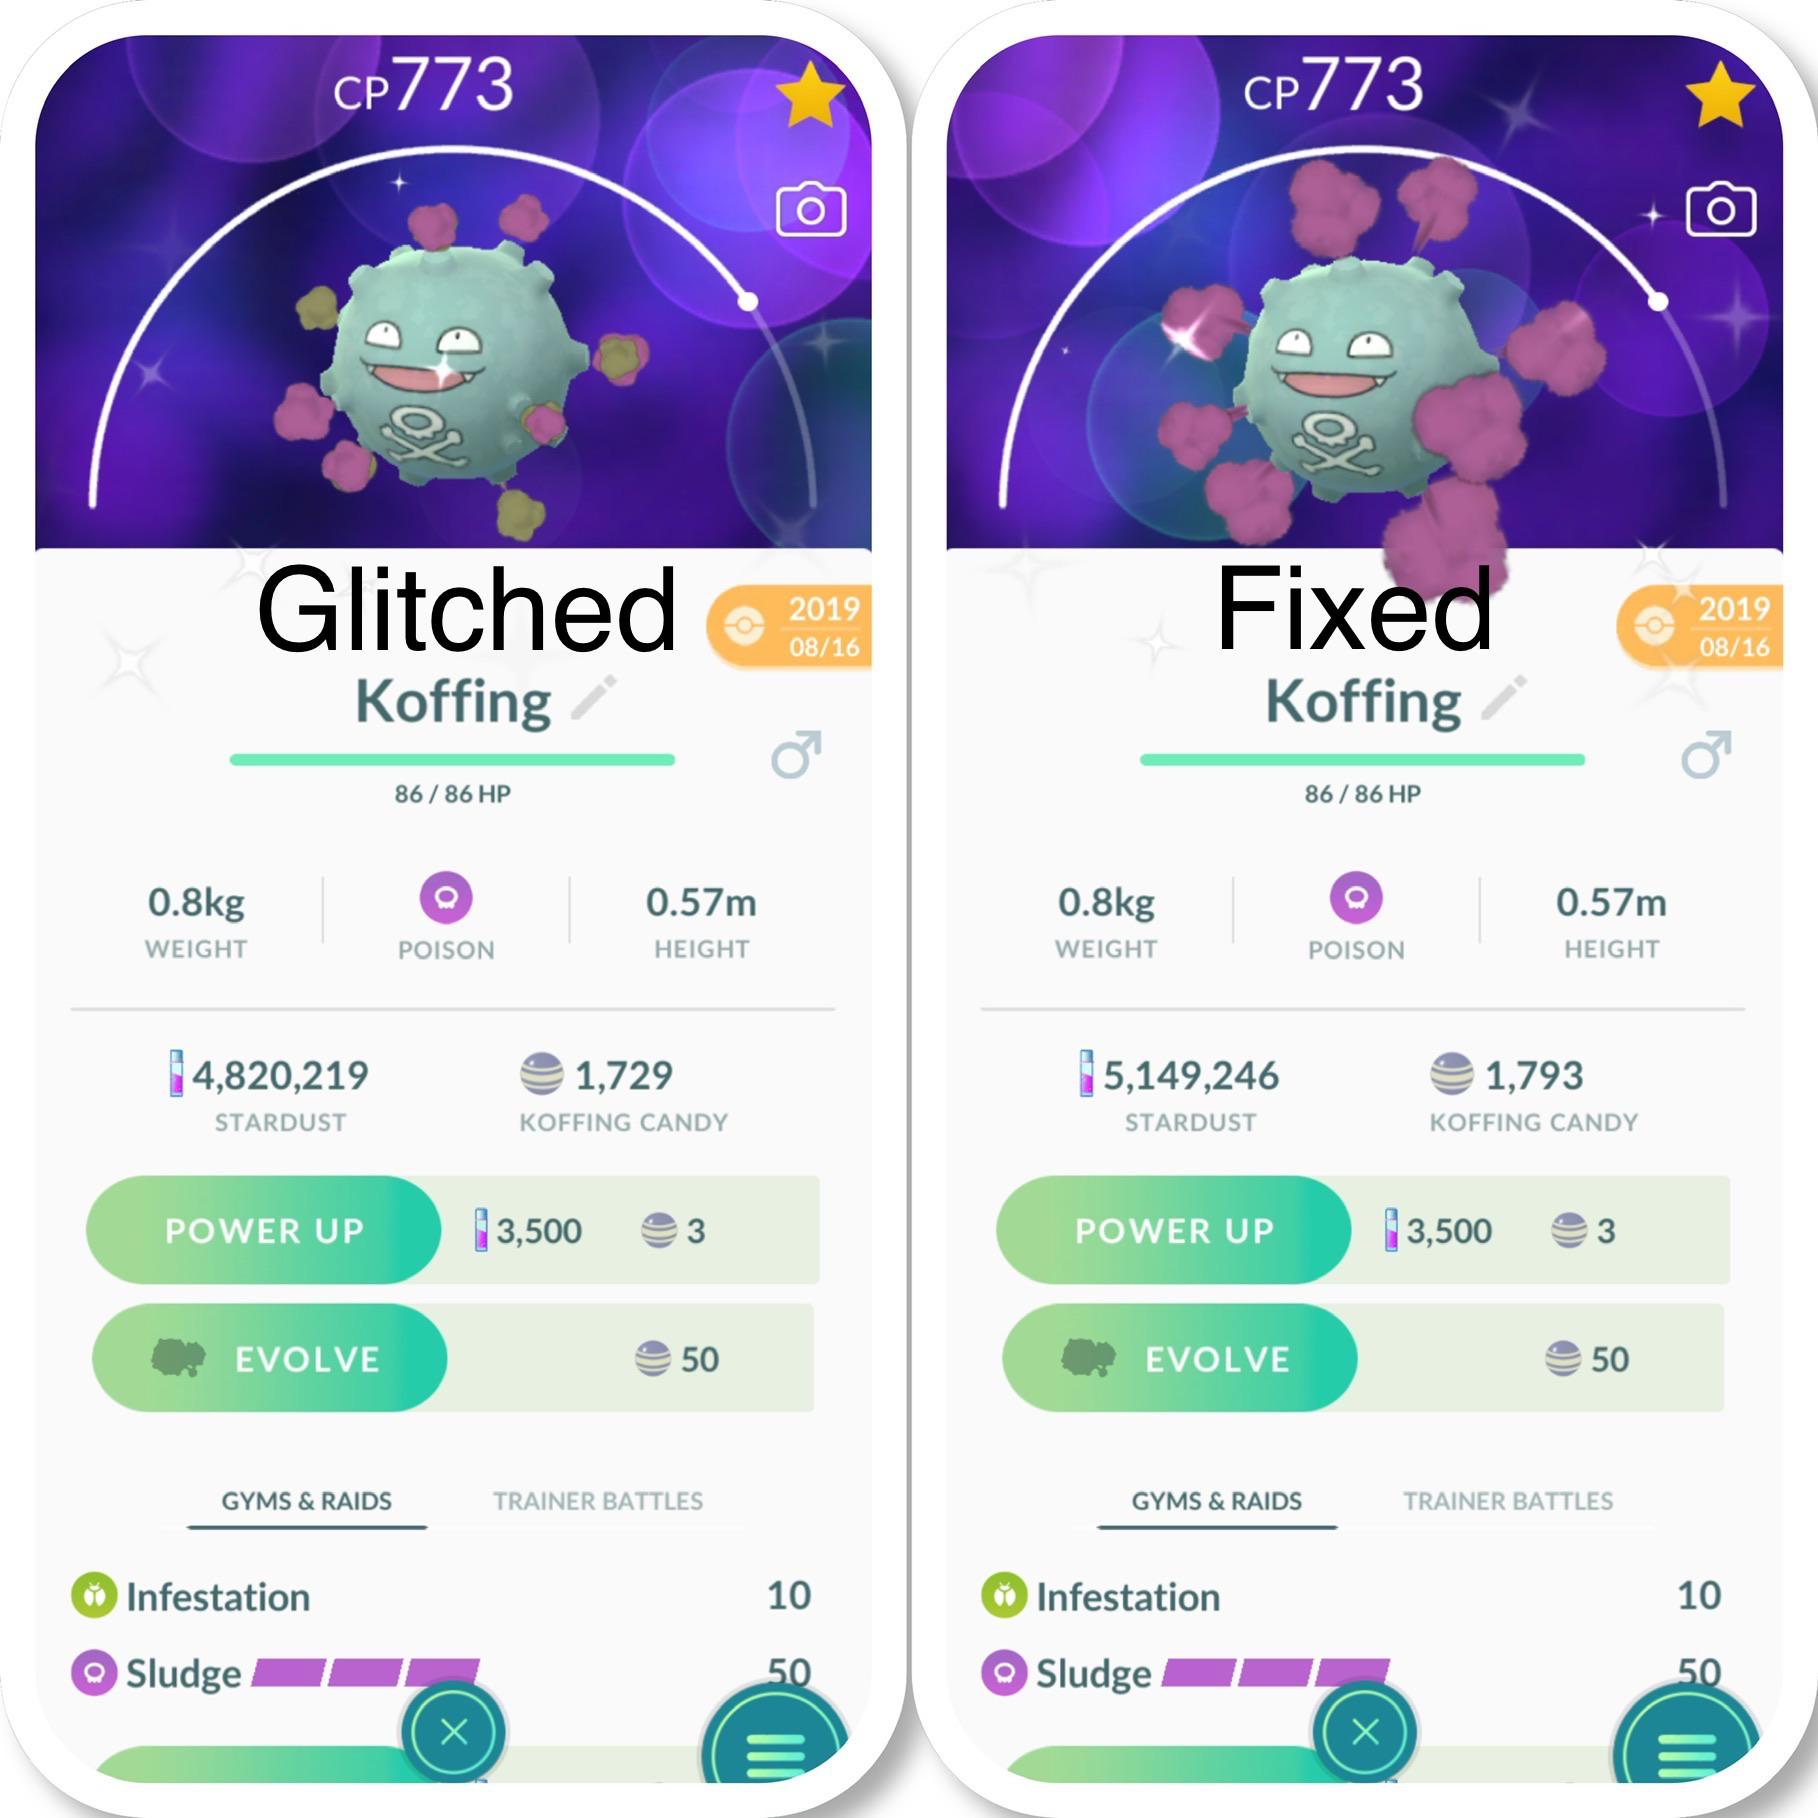 CP773
Glitched
2019
08/16
Koffing
86 / 86 HP
0.8kg
WEIGHT
POISON
0.57m
HEIGHT
4,820,219
STARDUST
1,729
KOFFING CANDY
POWER UP
3,500
3
EVOLVE
50
GYMS & RAIDS
TRAINER BATTLES
Infestation
10
Sludge
50
CP773
Fixed
2019
08/16
Koffing
86 / 86 HP
0.8kg
WEIGHT
POISON
0.57m
HEIGHT
5,149,246
STARDUST
1,793
KOFFING CANDY
POWER UP
3,500
3
EVOLVE
50
GYMS & RAIDS
TRAINER BATTLES
Infestation
10
Sludge
50